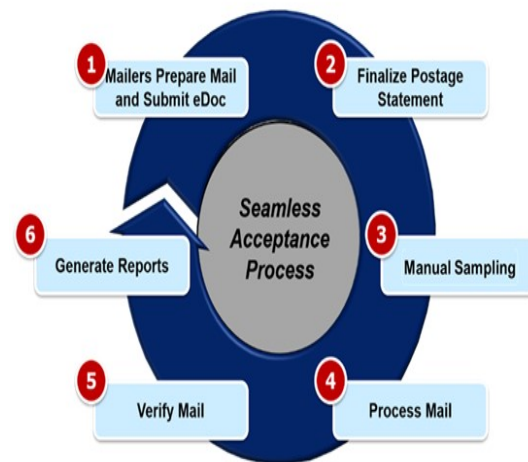 1
Mailers Prepare Mail
and Submit eDoc
2
Finalize Postage
Statement
3
Manual Sampling
4
Process Mail
5
Verify Mail
6
Generate Reports
Seamless
Acceptance
Process